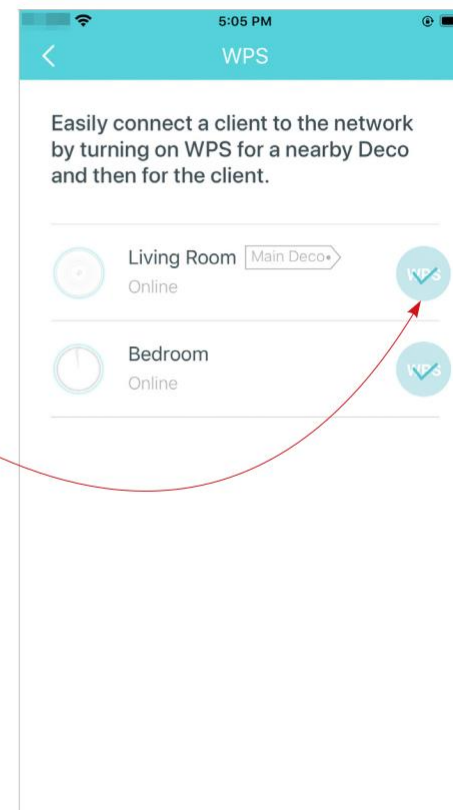 5:05 PM
WPS
Easily connect a client to the network
by turning on WPS for a nearby Deco
and then for the client.
Living Room Main Deco
WPS
Online
Bedroom
WPS
Online